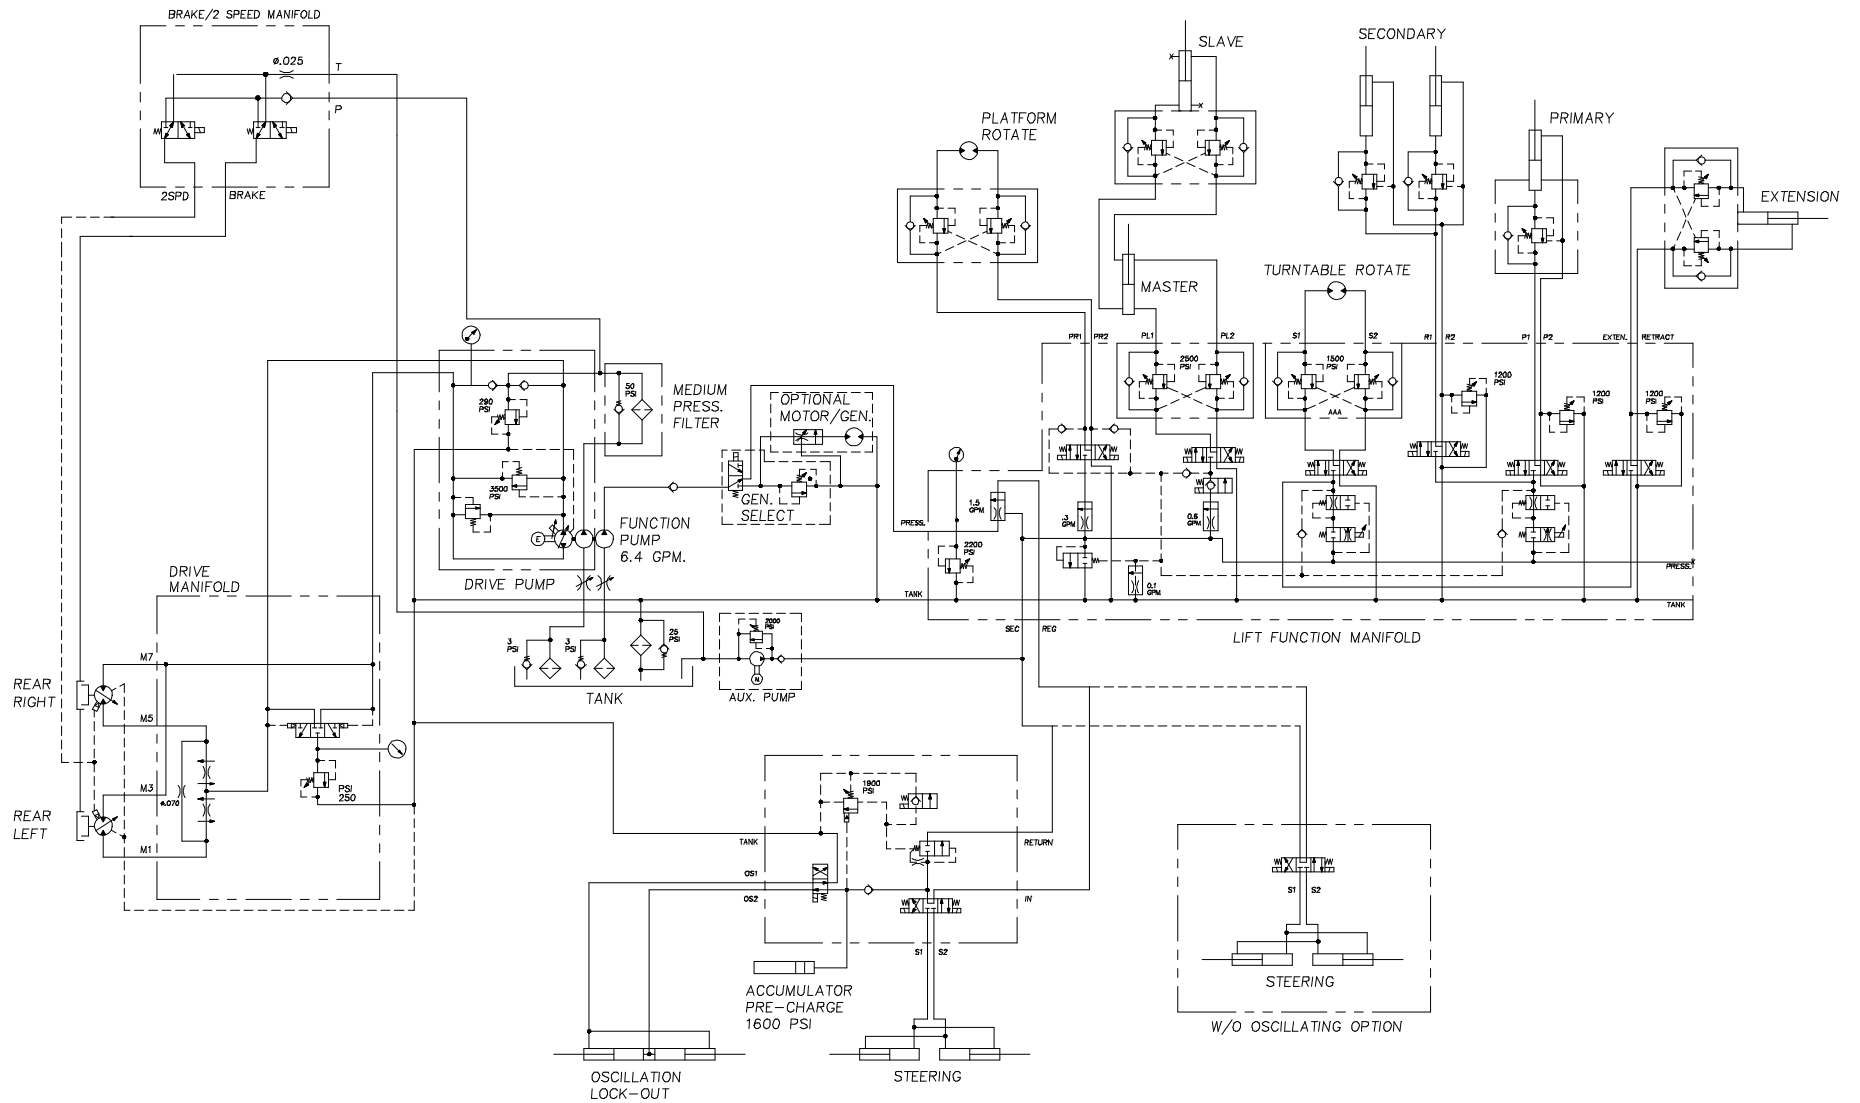 BRAKE/2 SPEED MANIFOLD
ø.025
T
P
2SPD
BRAKE
SLAVE
X
X
SECONDARY
PLATFORM
ROTATE
PRIMARY
EXTENSION
MASTER
TURNTABLE ROTATE
PR1
PR2
PL1
PL2
S1
S2
R1
R2
P1
P2
EXTEN.
RETRACT
2500
PSI
1500
PSI
AAA
1200
PSI
1200
PSI
1200
PSI
290
PSI
50
PSI
MEDIUM
PRESS.
FILTER
OPTIONAL
MOTOR/GEN.
3500
PSI
GEN.
SELECT
E
FUNCTION
PUMP
6.4 GPM.
DRIVE PUMP
1.5
GPM
.3
GPM
0.6
GPM
PRESS.
2200
PSI
0.1
GPM
PRESS.
TANK
TANK
SEC
REG
LIFT FUNCTION MANIFOLD
DRIVE
MANIFOLD
3
PSI
3
PSI
25
PSI
2000
PSI
TANK
AUX. PUMP
REAR
RIGHT
M7
M5
M3
M1
ø.070
PSI
250
REAR
LEFT
1900
PSI
TANK
RETURN
OS1
OS2
IN
S1
S2
ACCUMULATOR
PRE-CHARGE
1600 PSI
OSCILLATION
LOCK-OUT
STEERING
S1
S2
STEERING
W/O OSCILLATING OPTION